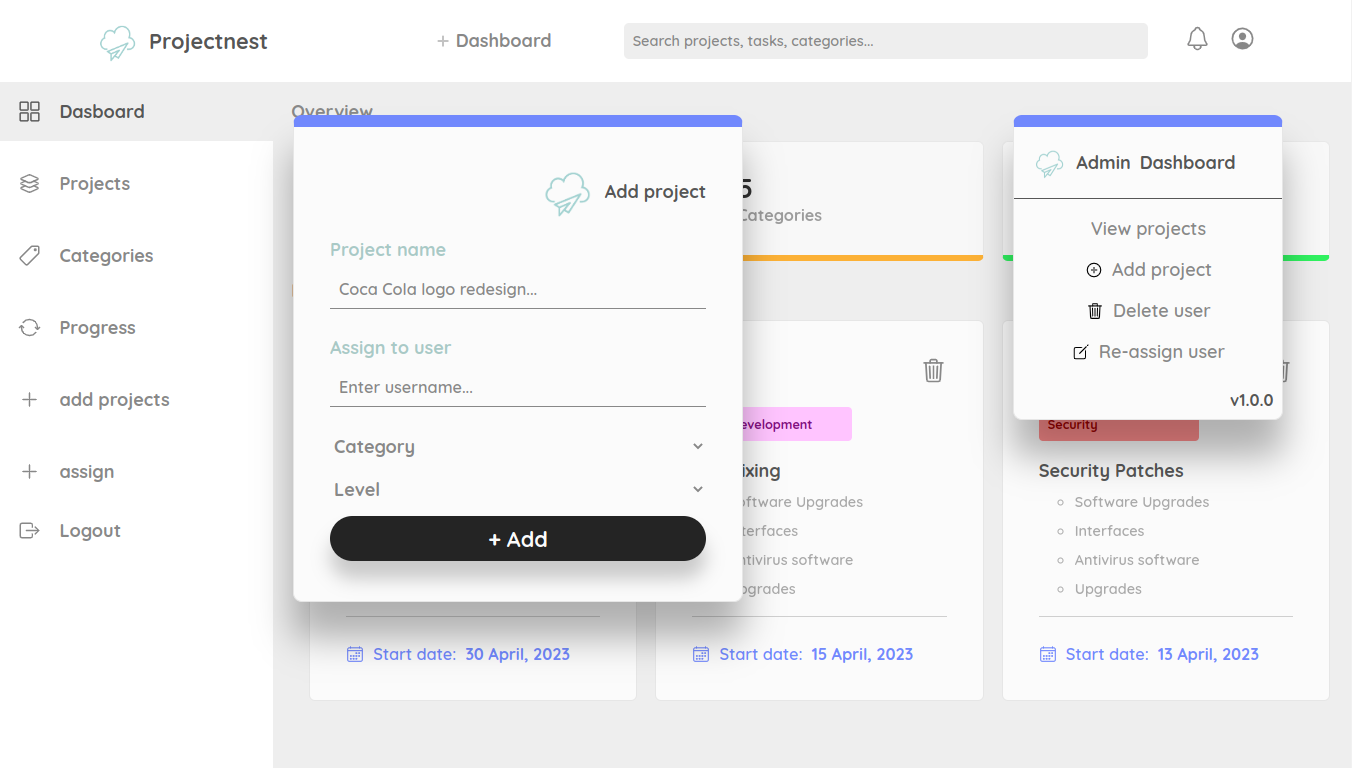 Projectnest
+ Dashboard
Search projects, tasks, categories...
Dasboard
Projects
Categories
Progress
add projects
assign
Logout
Overview
Add project
Project name
Coca Cola logo redesign...
Assign to user
Enter username...
Category
Level
+ Add
5
Categories
Admin Dashboard
View projects
Add project
Delete user
Re-assign user
v1.0.0
evelopment
ixing
oftware Upgrades
terfaces
ntivirus software
pgrades
Security
Security Patches
Software Upgrades
Interfaces
Antivirus software
Upgrades
Start date: 30 April, 2023
Start date: 15 April, 2023
Start date: 13 April, 2023